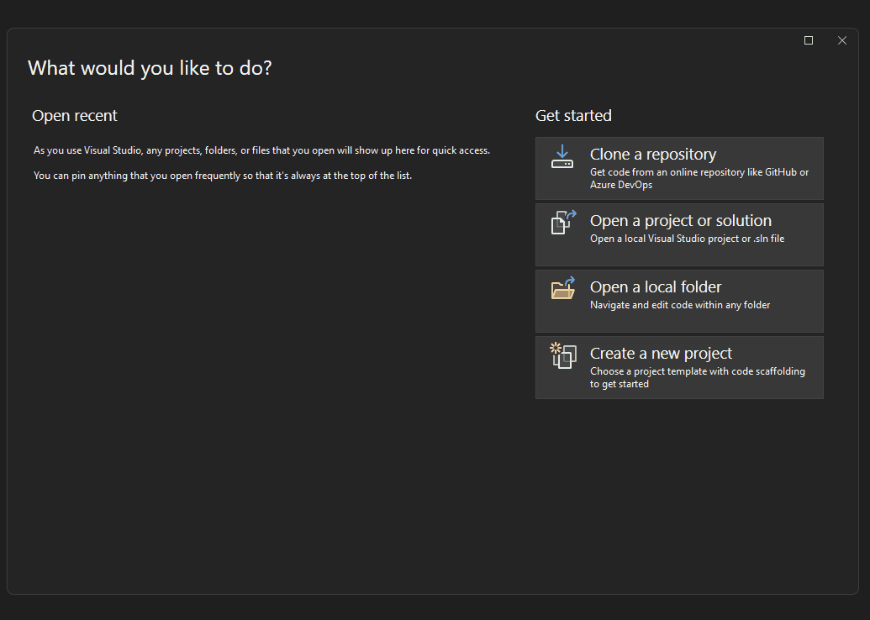 What would you like to do?
Open recent
As you use Visual Studio, any projects, folders, or files that you open will show up here for quick access.
You can pin anything that you open frequently so that it's always at the top of the list.
Get started
Clone a repository
Get code from an online repository like GitHub or
Azure DevOps
Open a project or solution
Open a local Visual Studio project or .sln file
Open a local folder
Navigate and edit code within any folder
Create a new project
Choose a project template with code scaffolding
to get started